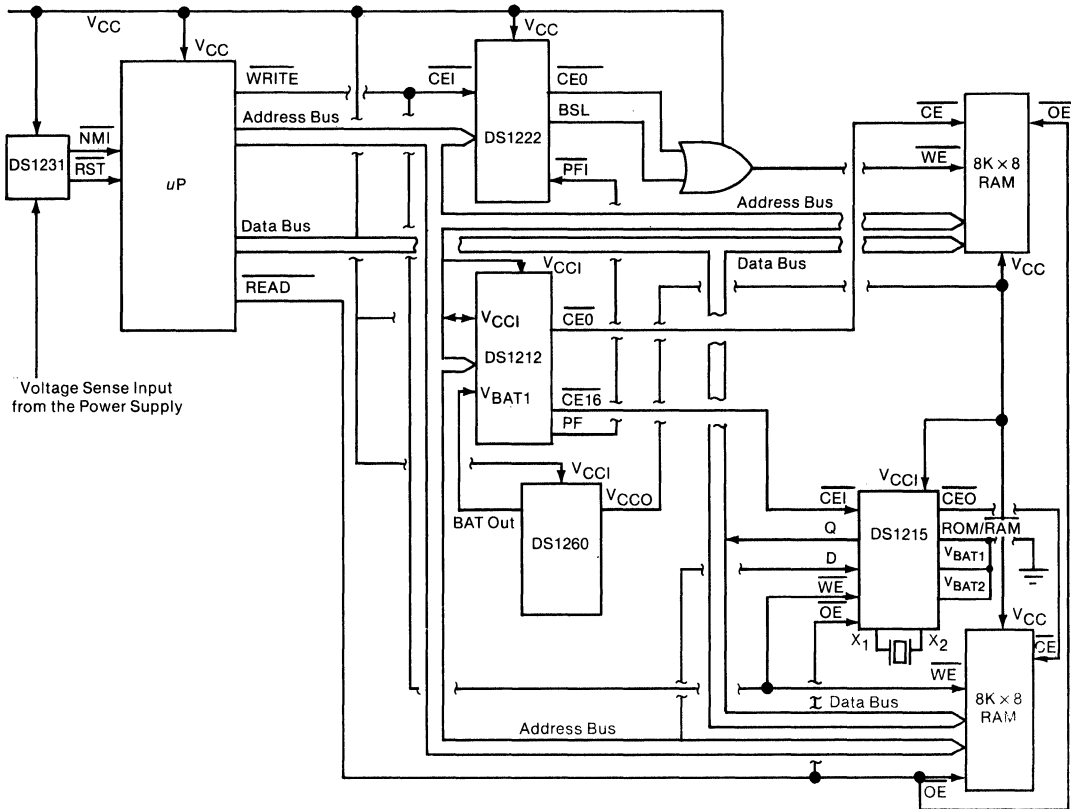 VCC
VCC
VCC
WRITE
CEI
CE0
BSL
DS1222
PFI
Address Bus
NMI
RST
DS1231
uP
Data Bus
READ
Voltage Sense Input
from the Power Supply
CE
OE
WE
8K × 8
RAM
Address Bus
Data Bus
VCC
VCCI
VCCI
CE0
DS1212
VBAT1
CE16
PF
VCCI
VCCO
BAT Out
DS1260
VCCI
CEI
CEO
Q
DS1215
ROM/RAM
D
VBAT1
VBAT2
WE
OE
X1
X2
VCC
CE
WE
8K × 8
RAM
Data Bus
Address Bus
OE